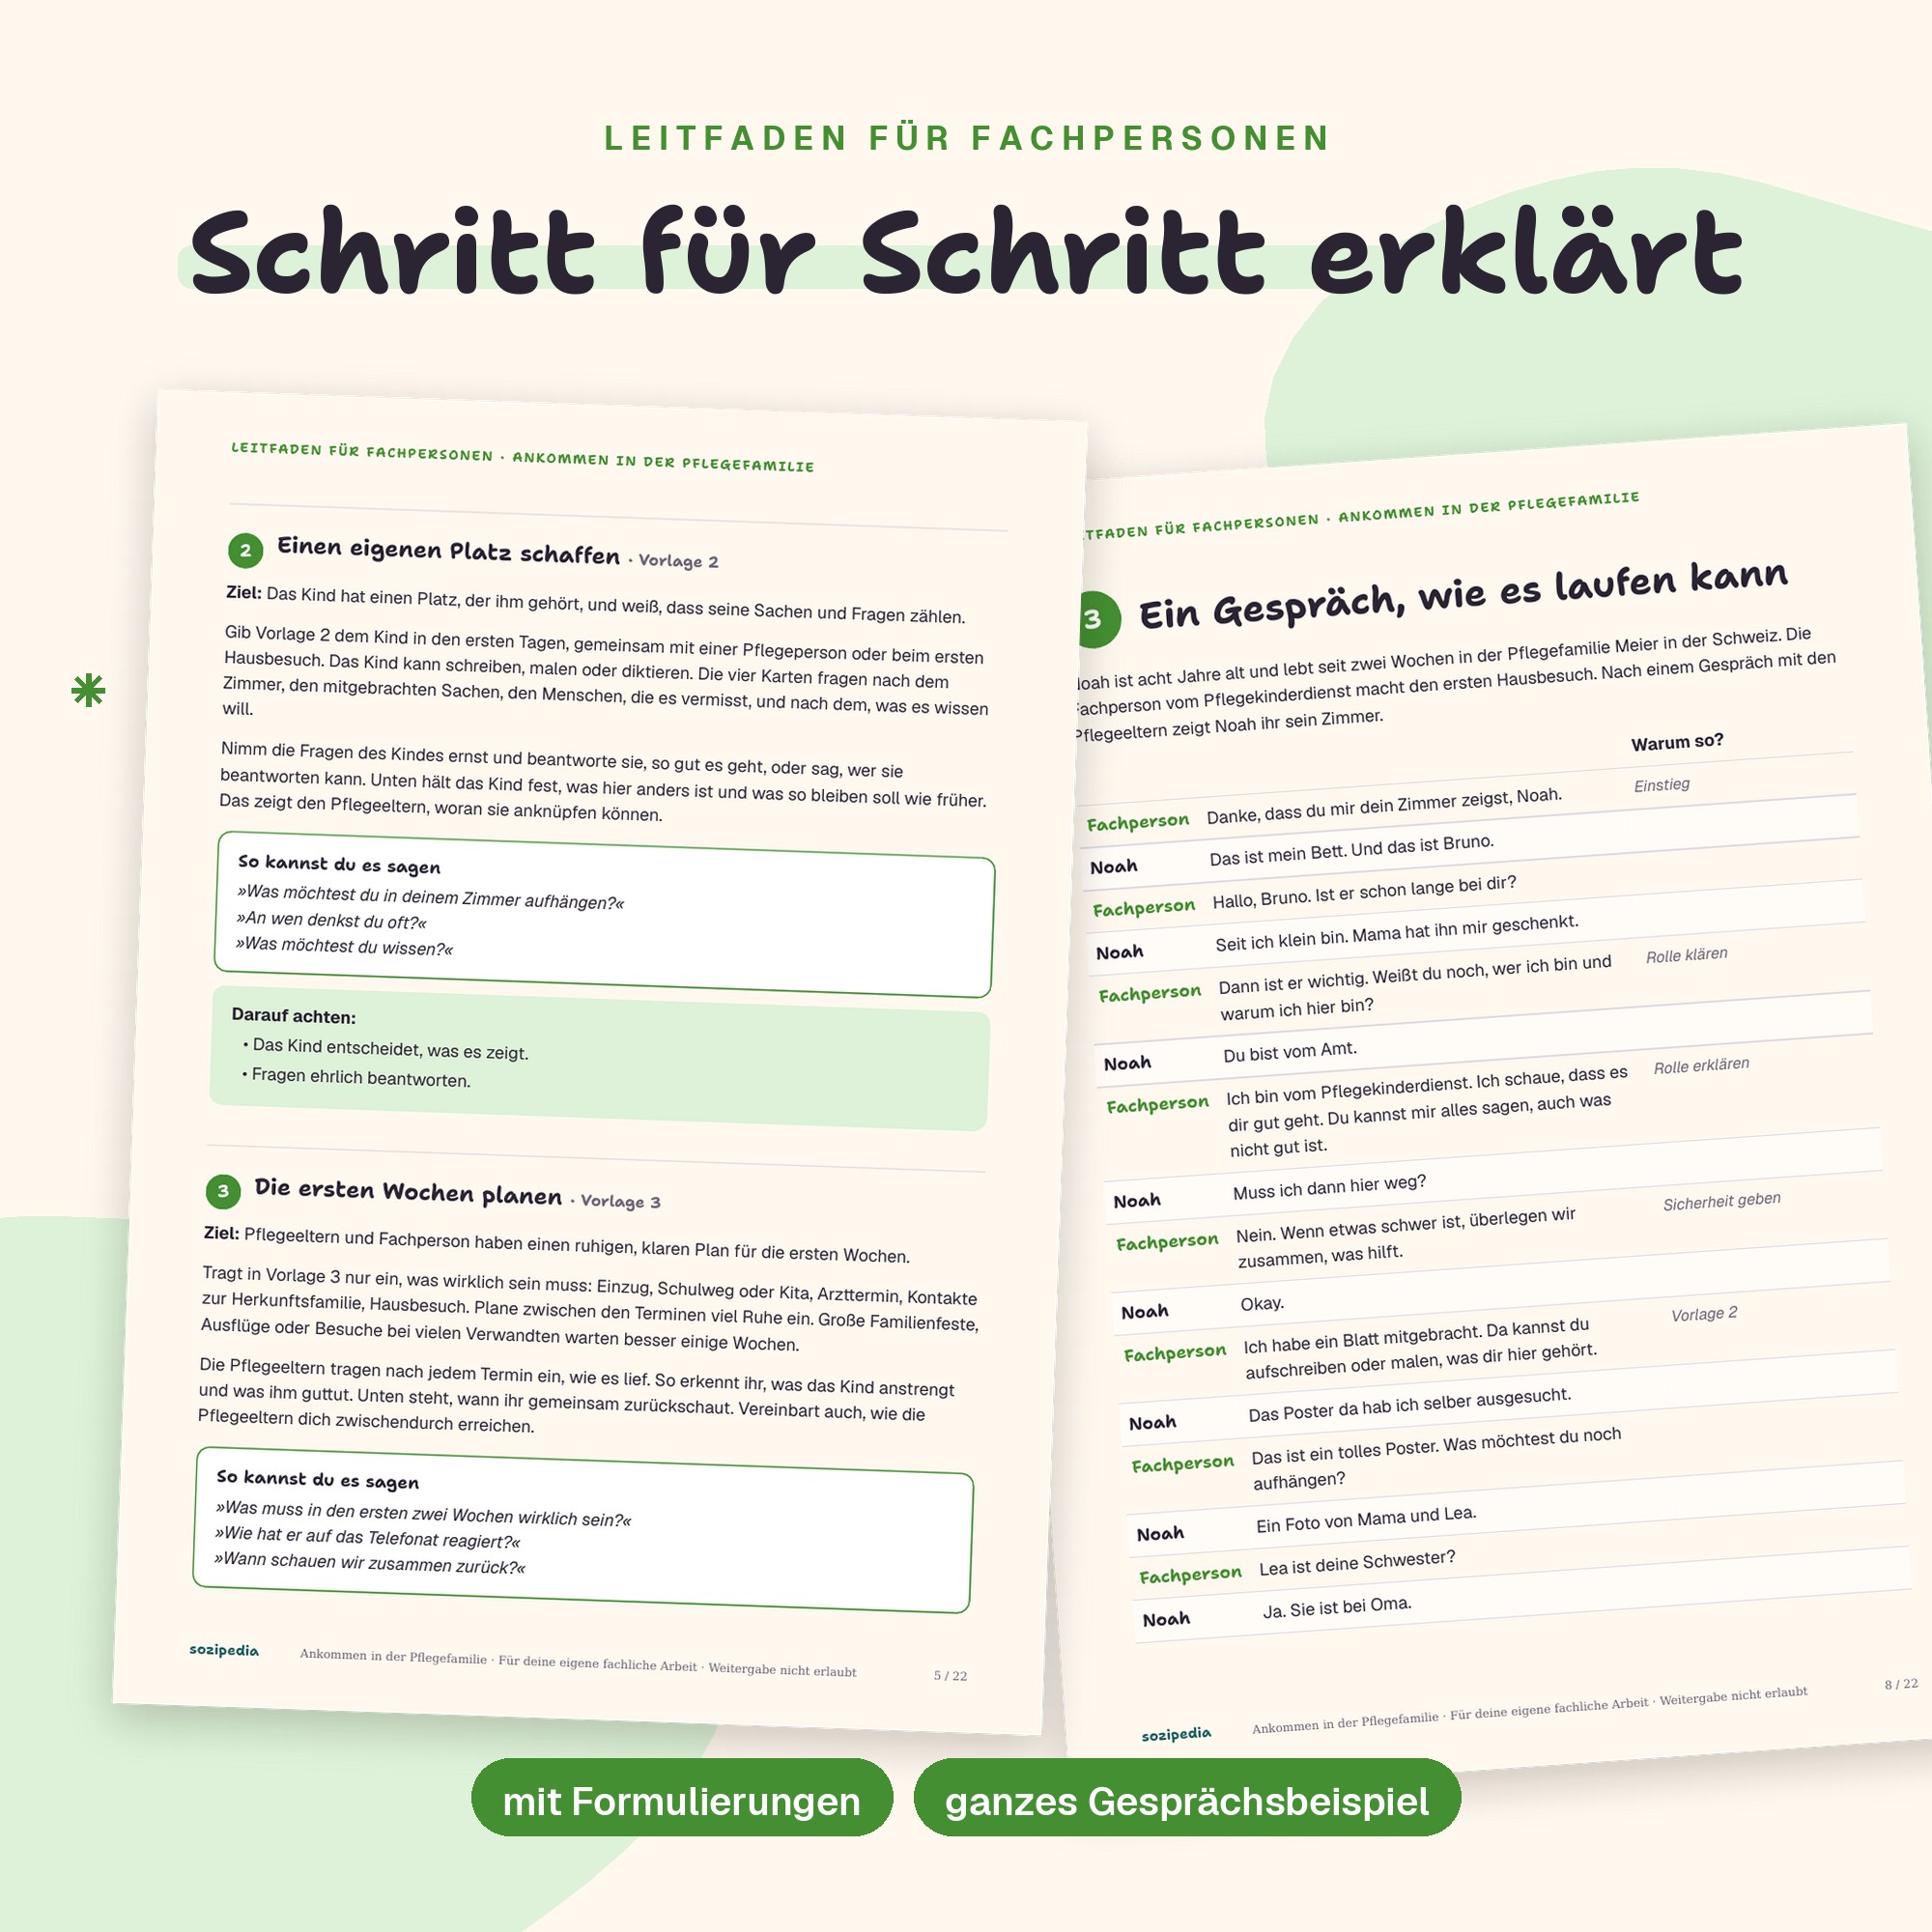 LEITFADEN FÜR FACHPERSONEN
Schritt für Schritt erklärt
LEITFADEN FÜR FACHPERSONEN · ANKOMMEN IN DER PFLEGEFAMILIE
2 Einen eigenen Platz schaffen · Vorlage 2
Ziel: Das Kind hat einen Platz, der ihm gehört, und weiß, dass seine Sachen und Fragen zählen.
Gib Vorlage 2 dem Kind in den ersten Tagen, gemeinsam mit einer Pflegeperson oder beim ersten
Hausbesuch. Das Kind kann schreiben, malen oder diktieren. Die vier Karten fragen nach dem
Zimmer, den mitgebrachten Sachen, den Menschen, die es vermisst, und nach dem, was es wissen
will.
Nimm die Fragen des Kindes ernst und beantworte sie, so gut es geht, oder sag, wer sie
beantworten kann. Unten hält das Kind fest, was hier anders ist und was so bleiben soll wie früher.
Das zeigt den Pflegeeltern, woran sie anknüpfen können.
So kannst du es sagen
»Was möchtest du in deinem Zimmer aufhängen?«
»An wen denkst du oft?«
»Was möchtest du wissen?«
Darauf achten:
• Das Kind entscheidet, was es zeigt.
• Fragen ehrlich beantworten.
3 Die ersten Wochen planen · Vorlage 3
Ziel: Pflegeeltern und Fachperson haben einen ruhigen, klaren Plan für die ersten Wochen.
Tragt in Vorlage 3 nur ein, was wirklich sein muss: Einzug, Schulweg oder Kita, Arzttermin, Kontakte
zur Herkunftsfamilie, Hausbesuch. Plane zwischen den Terminen viel Ruhe ein. Große Familienfeste,
Ausflüge oder Besuche bei vielen Verwandten warten besser einige Wochen.
Die Pflegeeltern tragen nach jedem Termin ein, wie es lief. So erkennt ihr, was das Kind anstrengt
und was ihm guttut. Unten steht, wann ihr gemeinsam zurückschaut. Vereinbart auch, wie die
Pflegeeltern dich zwischendurch erreichen.
So kannst du es sagen
»Was muss in den ersten zwei Wochen wirklich sein?«
»Wie hat er auf das Telefonat reagiert?«
»Wann schauen wir zusammen zurück?«
sozipedia Ankommen in der Pflegefamilie · Für deine eigene fachliche Arbeit · Weitergabe nicht erlaubt 5 / 22
FÜR FACHPERSONEN · ANKOMMEN IN DER PFLEGEFAMILIE
3 Ein Gespräch, wie es laufen kann
Noah ist acht Jahre alt und lebt seit zwei Wochen in der Pflegefamilie Meier in der Schweiz. Die
Fachperson vom Pflegekinderdienst macht den ersten Hausbesuch. Nach einem Gespräch mit den
Pflegeeltern zeigt Noah ihr sein Zimmer.
Warum so?
Fachperson Danke, dass du mir dein Zimmer zeigst, Noah. Einstieg
Noah Das ist mein Bett. Und das ist Bruno.
Fachperson Hallo, Bruno. Ist er schon lange bei dir?
Noah Seit ich klein bin. Mama hat ihn mir geschenkt.
Fachperson Dann ist er wichtig. Weißt du noch, wer ich bin und Rolle klären
warum ich hier bin?
Noah Du bist vom Amt.
Fachperson Ich bin vom Pflegekinderdienst. Ich schaue, dass es Rolle erklären
dir gut geht. Du kannst mir alles sagen, auch was
nicht gut ist.
Noah Muss ich dann hier weg?
Fachperson Nein. Wenn etwas schwer ist, überlegen wir Sicherheit geben
zusammen, was hilft.
Noah Okay.
Fachperson Ich habe ein Blatt mitgebracht. Da kannst du Vorlage 2
aufschreiben oder malen, was dir hier gehört.
Noah Das Poster da hab ich selber ausgesucht.
Fachperson Das ist ein tolles Poster. Was möchtest du noch
aufhängen?
Noah Ein Foto von Mama und Lea.
Fachperson Lea ist deine Schwester?
Noah Ja. Sie ist bei Oma.
sozipedia Ankommen in der Pflegefamilie · Für deine eigene fachliche Arbeit · Weitergabe nicht erlaubt 8 / 22
mit Formulierungen
ganzes Gesprächsbeispiel